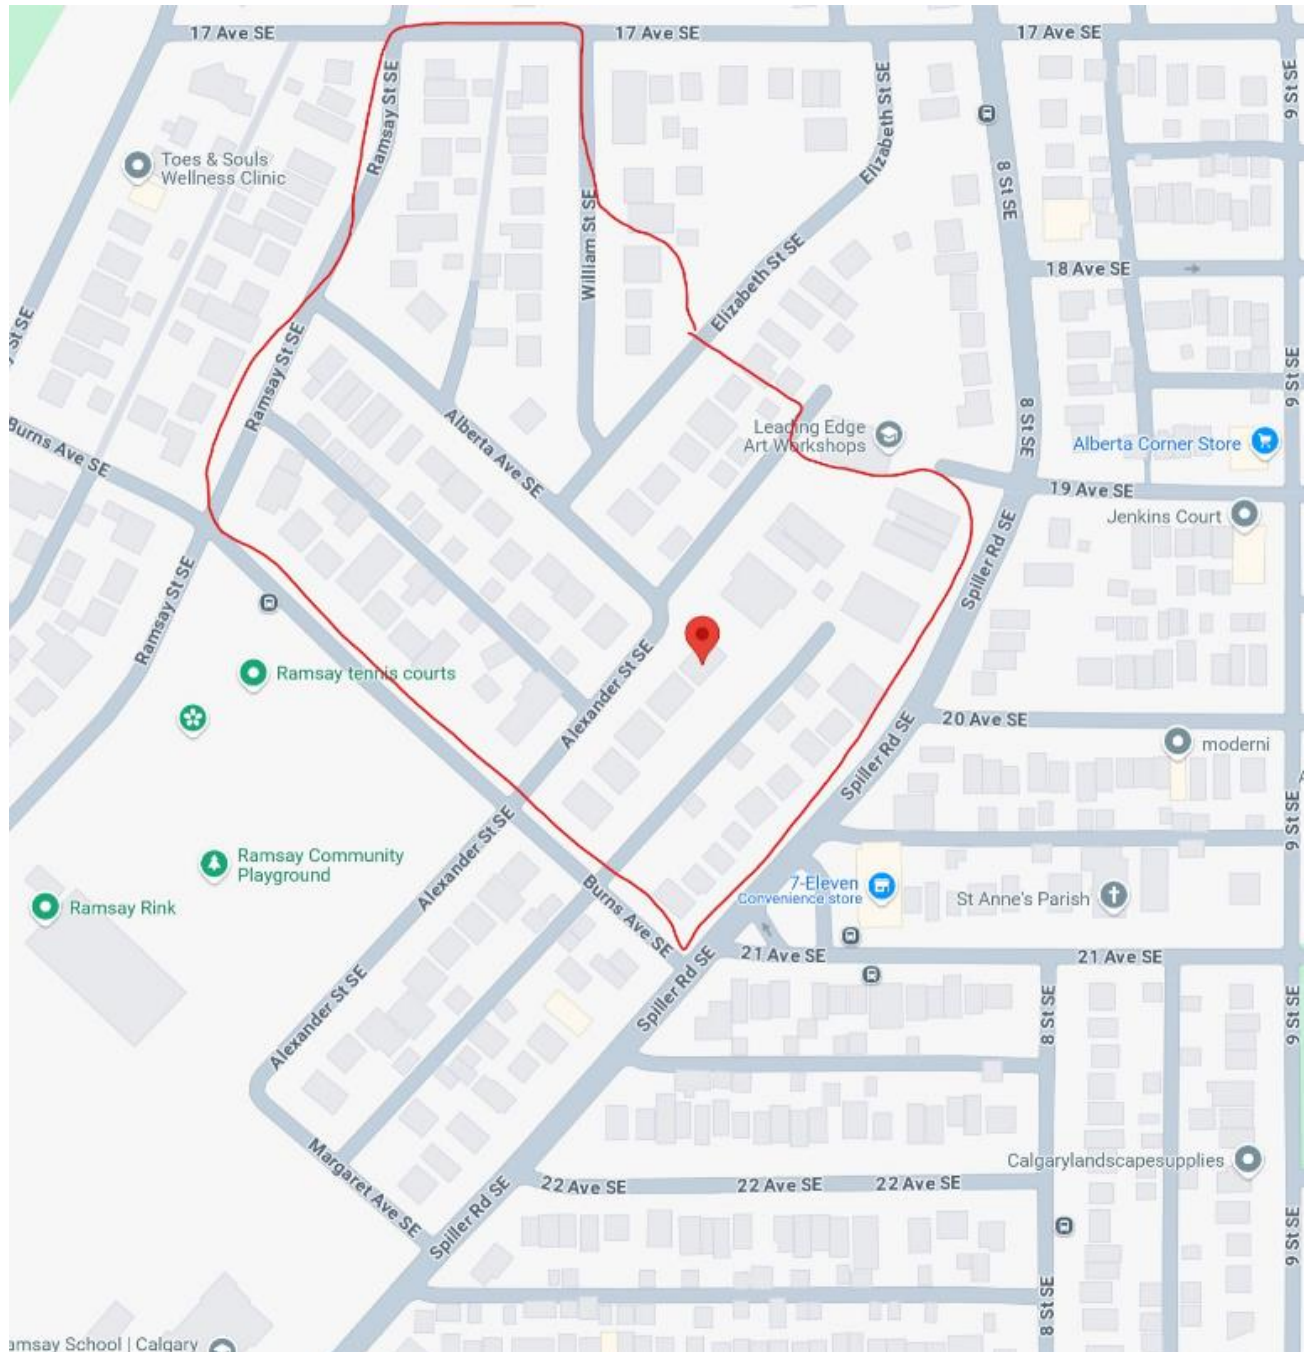 17 Ave SE
17 Ave SE
17 Ave SE
Ramsay St SE
Elizabeth St SE
9 St SE
Toes & Souls
Wellness Clinic
8 St SE
William St SE
Elizabeth St SE
18 Ave SE
y St SE
Ramsay St SE
9 St SE
Burns Ave SE
Alberta Ave SE
Leading Edge
Art Workshops
8 St SE
Alberta Corner Store
19 Ave SE
Jenkins Court
Spiller Rd SE
Ramsay St SE
Ramsay tennis courts
Alexander St SE
20 Ave SE
moderni
Spiller Rd SE
9 St SE
Ramsay Community
Playground
Alexander St SE
7-Eleven
Convenience store
St Anne's Parish
Ramsay Rink
Burns Ave SE
21 Ave SE
21 Ave SE
Spiller Rd SE
Alexander St SE
8 St SE
9 St SE
Margaret Ave SE
Calgarylandscapesupplies
22 Ave SE
22 Ave SE
22 Ave SE
Spiller Rd SE
9 St SE
8 St SE
amsay School | Calgary